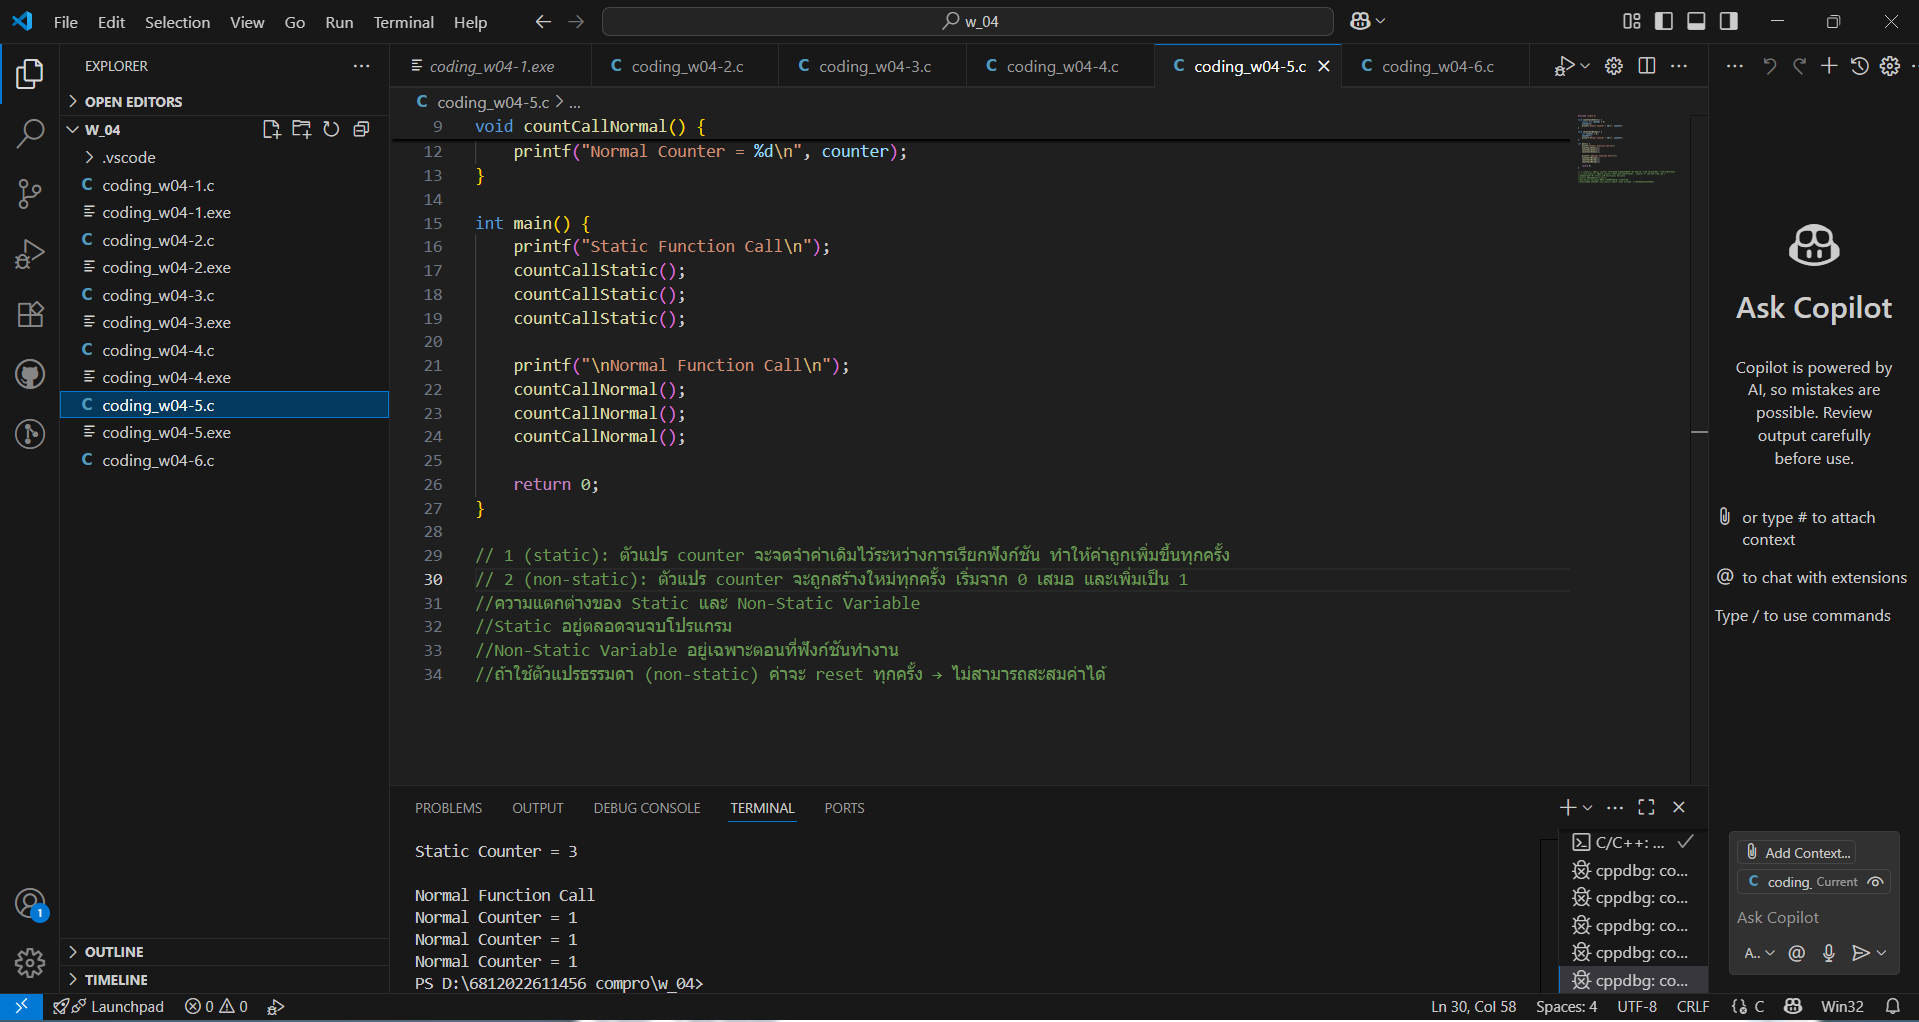 File Edit Selection View Go Run Terminal Help
w_04
EXPLORER
OPEN EDITORS
W_04
.vscode
C coding_w04-1.c
coding_w04-1.exe
C coding_w04-2.c
coding_w04-2.exe
C coding_w04-3.c
coding_w04-3.exe
C coding_w04-4.c
coding_w04-4.exe
C coding_w04-5.c
coding_w04-5.exe
C coding_w04-6.c
1
OUTLINE
TIMELINE
coding_w04-1.exe C coding_w04-2.c C coding_w04-3.c C coding_w04-4.c C coding_w04-5.c C coding_w04-6.c
C coding_w04-5.c > ...
9 void countCallNormal() {
12 printf("Normal Counter = %d\n", counter);
13 }
14
15 int main() {
16 printf("Static Function Call\n");
17 countCallStatic();
18 countCallStatic();
19 countCallStatic();
20
21 printf("\nNormal Function Call\n");
22 countCallNormal();
23 countCallNormal();
24 countCallNormal();
25
26 return 0;
27 }
28
29 // 1 (static): ตัวแปร counter จะจดจำค่าเดิมไว้ระหว่างการเรียกฟังก์ชัน ทำให้ค่าถูกเพิ่มขึ้นทุกครั้ง
30 // 2 (non-static): ตัวแปร counter จะถูกสร้างใหม่ทุกครั้ง เริ่มจาก 0 เสมอ และเพิ่มเป็น 1
31 //ความแตกต่างของ Static และ Non-Static Variable
32 //Static อยู่ตลอดจนจบโปรแกรม
33 //Non-Static Variable อยู่เฉพาะตอนที่ฟังก์ชันทำงาน
34 //ถ้าใช้ตัวแปรธรรมดา (non-static) ค่าจะ reset ทุกครั้ง → ไม่สามารถสะสมค่าได้
PROBLEMS OUTPUT DEBUG CONSOLE TERMINAL PORTS
Static Counter = 3
Normal Function Call
Normal Counter = 1
Normal Counter = 1
Normal Counter = 1
PS D:\6812022611456 compro\w_04>
C/C++: ...
cppdbg: co...
cppdbg: co...
cppdbg: co...
cppdbg: co...
cppdbg: co...
Ask Copilot
Copilot is powered by
AI, so mistakes are
possible. Review
output carefully
before use.
or type # to attach
context
@ to chat with extensions
Type / to use commands
Add Context...
C coding_ Current
Ask Copilot
A.. @
Launchpad 0 0
Ln 30, Col 58 Spaces: 4 UTF-8 CRLF {} C Win32